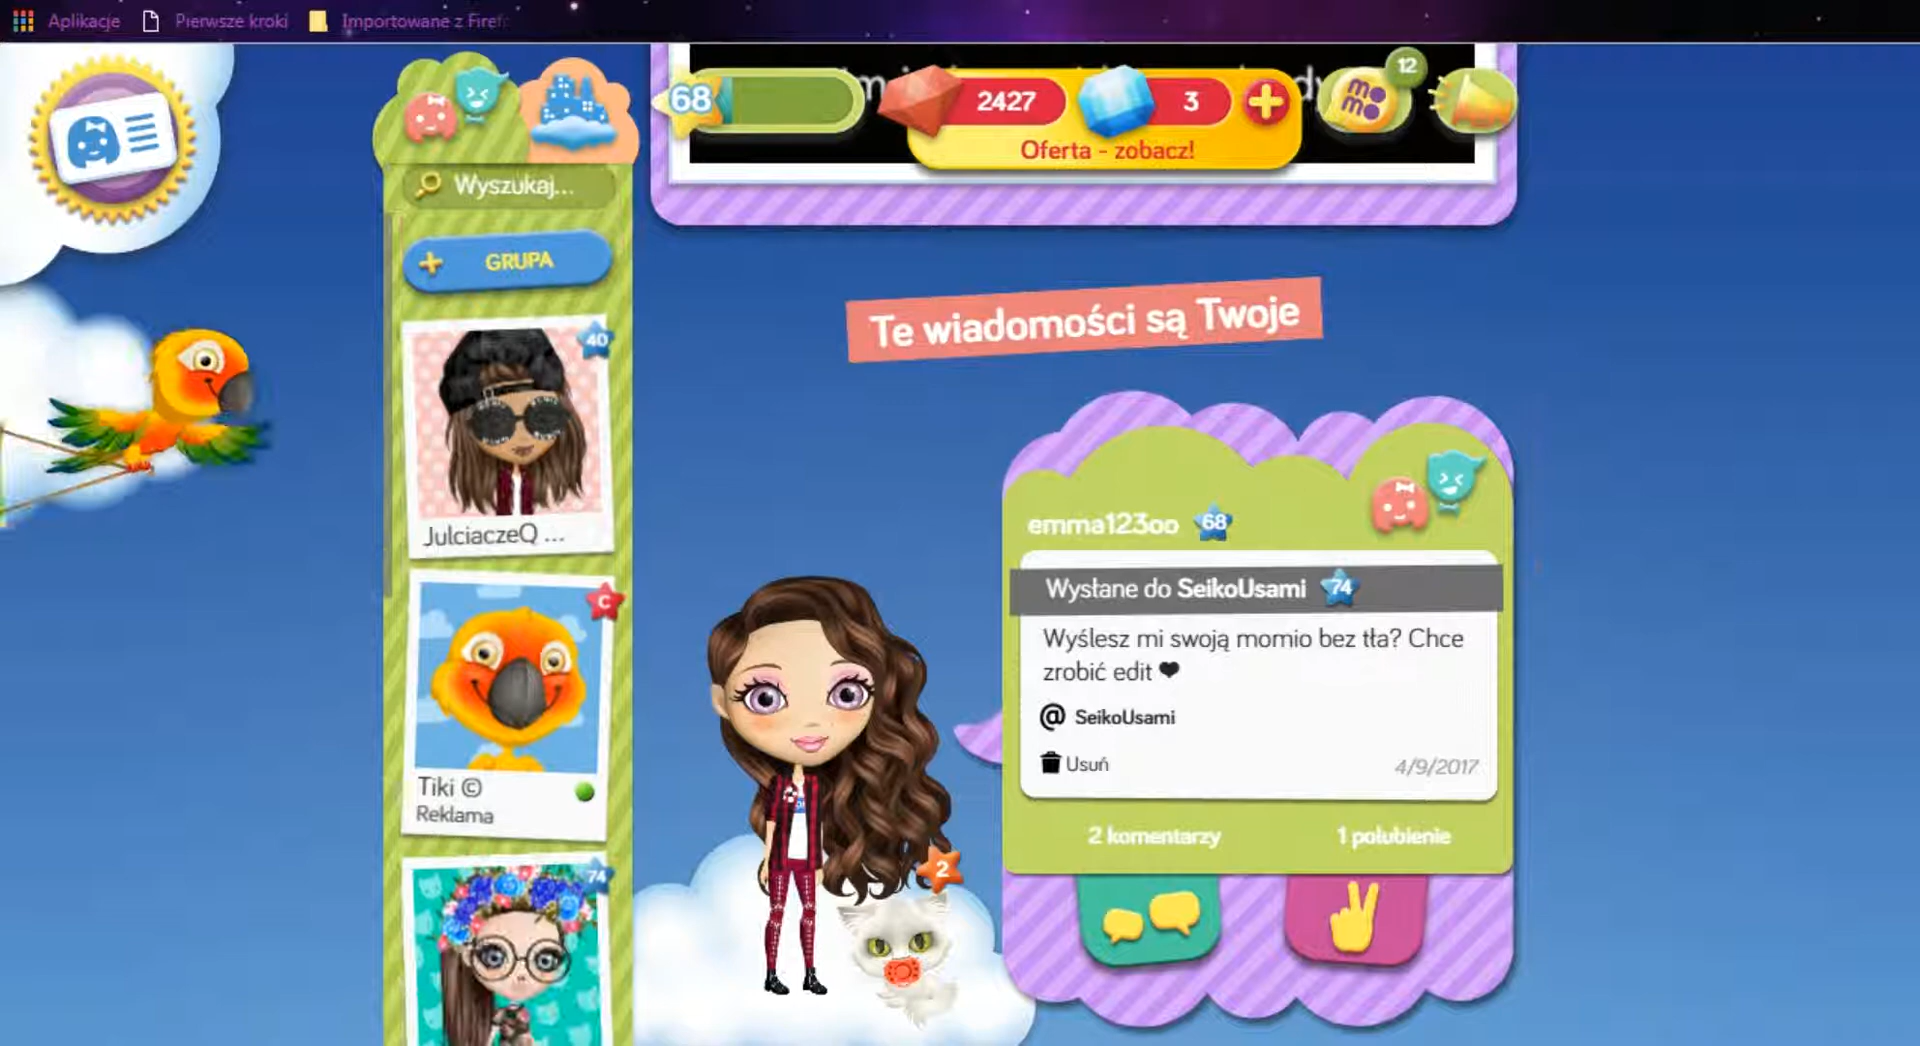 Aplikacje
Pierwsze kroki
Importowane z Firef
68
2427
3
Oferta - zobacz!
momo
12
Wyszukaj...
GRUPA
Te wiadomości są Twoje
40
JulciaczeQ ...
C
Tiki ©
Reklama
74
2
emma123oo 68
Wysłane do SeikoUsami 74
Wyślesz mi swoją momio bez tła? Chce
zrobić edit ❤
@ SeikoUsami
Usuń
4/9/2017
2 komentarzy
1 polubienie